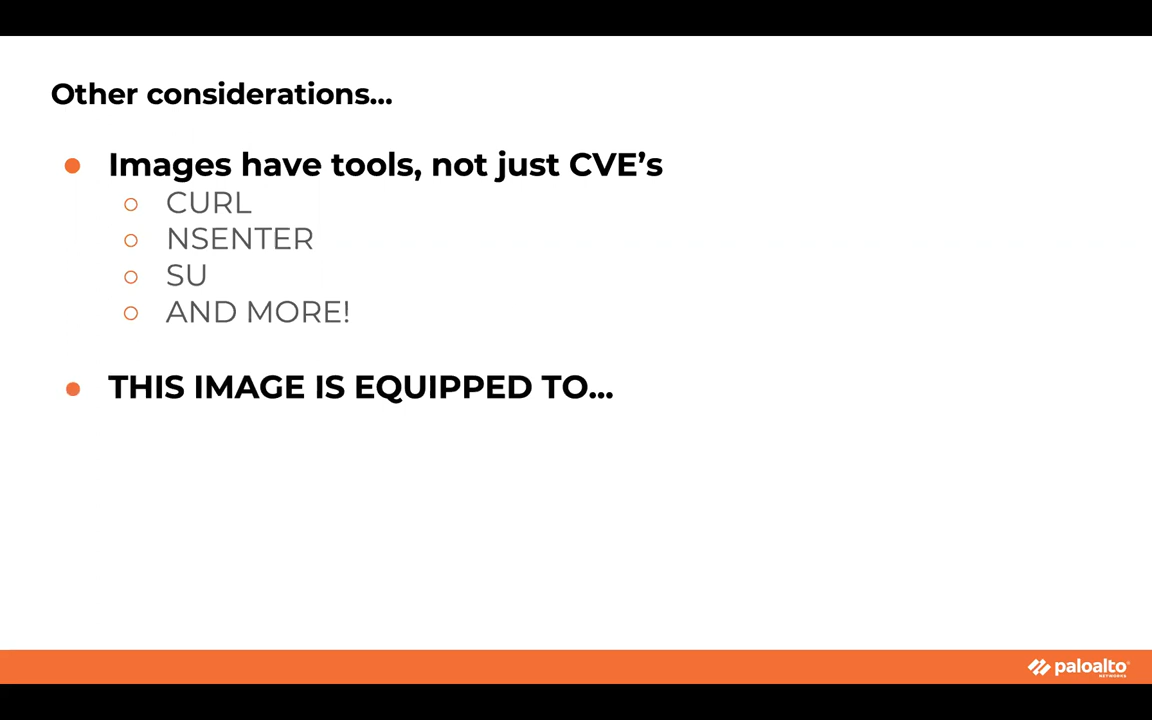 Other considerations...
Images have tools, not just CVE's
CURL
NSENTER
SU
AND MORE!
THIS IMAGE IS EQUIPPED TO...
paloalto
NETWORKS